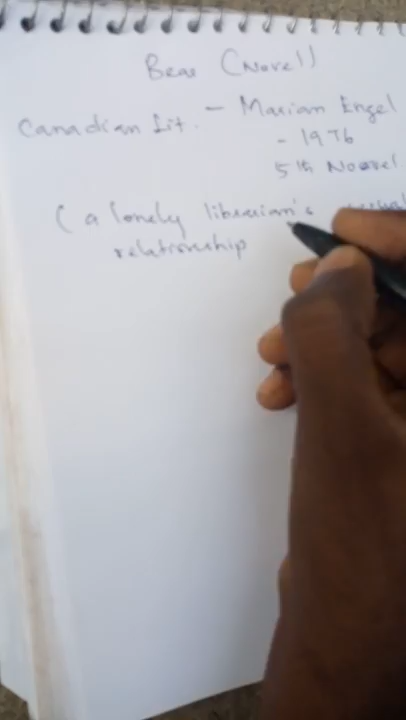 Bear (Novel)
Canadian Lit. - Marian Engel
- 1976
5th Novel
( a lonely librarian's
relationship